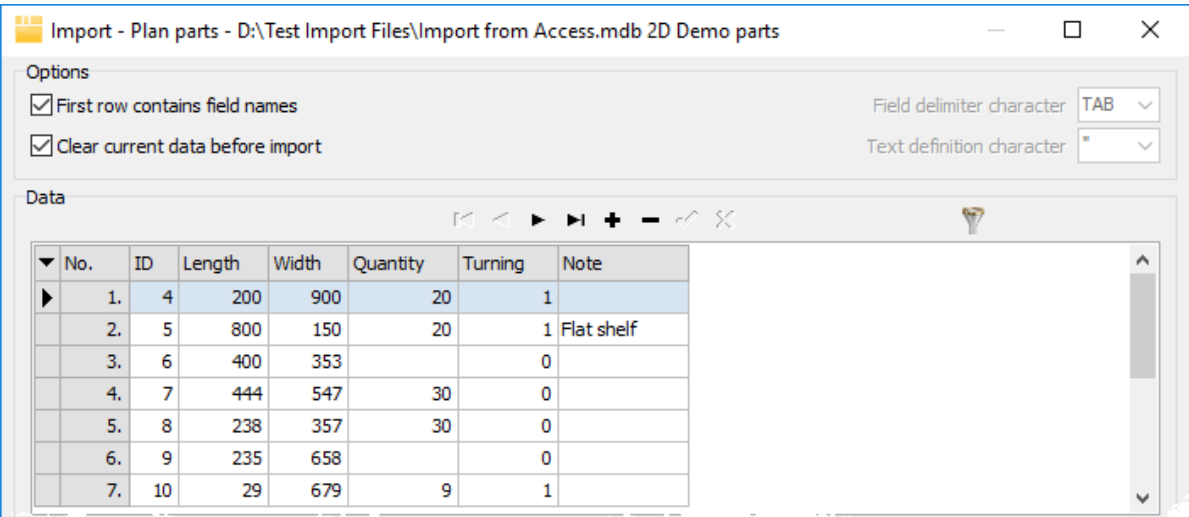 Import - Plan parts - D:\Test Import Files\Import from Access.mdb 2D Demo parts
Options
First row contains field names
Field delimiter character TAB
Clear current data before import
Text definition character "
Data
No. ID Length Width Quantity Turning Note
1. 4 200 900 20 1
2. 5 800 150 20 1 Flat shelf
3. 6 400 353 0
4. 7 444 547 30 0
5. 8 238 357 30 0
6. 9 235 658 0
7. 10 29 679 9 1